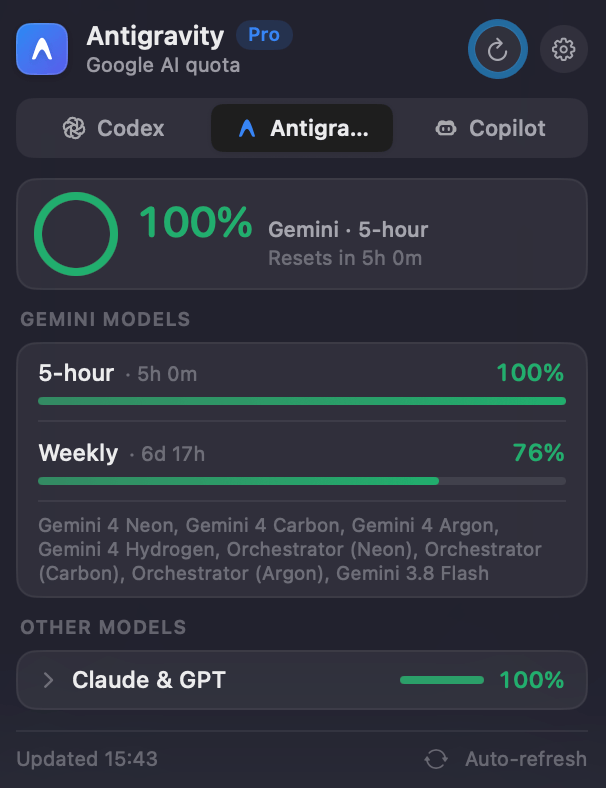 Antigravity Pro
Google AI quota
Codex
Antigra...
Copilot
100%
Gemini · 5-hour
Resets in 5h 0m
GEMINI MODELS
5-hour · 5h 0m 100%
Weekly · 6d 17h 76%
Gemini 4 Neon, Gemini 4 Carbon, Gemini 4 Argon,
Gemini 4 Hydrogen, Orchestrator (Neon), Orchestrator
(Carbon), Orchestrator (Argon), Gemini 3.8 Flash
OTHER MODELS
Claude & GPT 100%
Updated 15:43 Auto-refresh